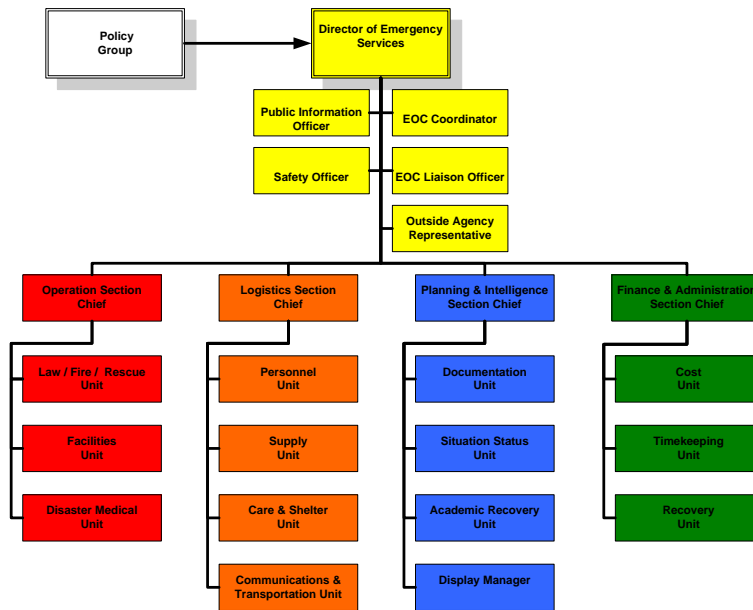 Policy
Group
Director of Emergency
Services
Public Information
Officer
EOC Coordinator
Safety Officer
EOC Liaison Officer
Outside Agency
Representative
Operation Section
Chief
Logistics Section
Chief
Planning & Intelligence
Section Chief
Finance & Administration
Section Chief
Law / Fire / Rescue
Unit
Personnel
Unit
Documentation
Unit
Cost
Unit
Facilities
Unit
Supply
Unit
Situation Status
Unit
Timekeeping
Unit
Disaster Medical
Unit
Care & Shelter
Unit
Academic Recovery
Unit
Recovery
Unit
Communications &
Transportation Unit
Display Manager